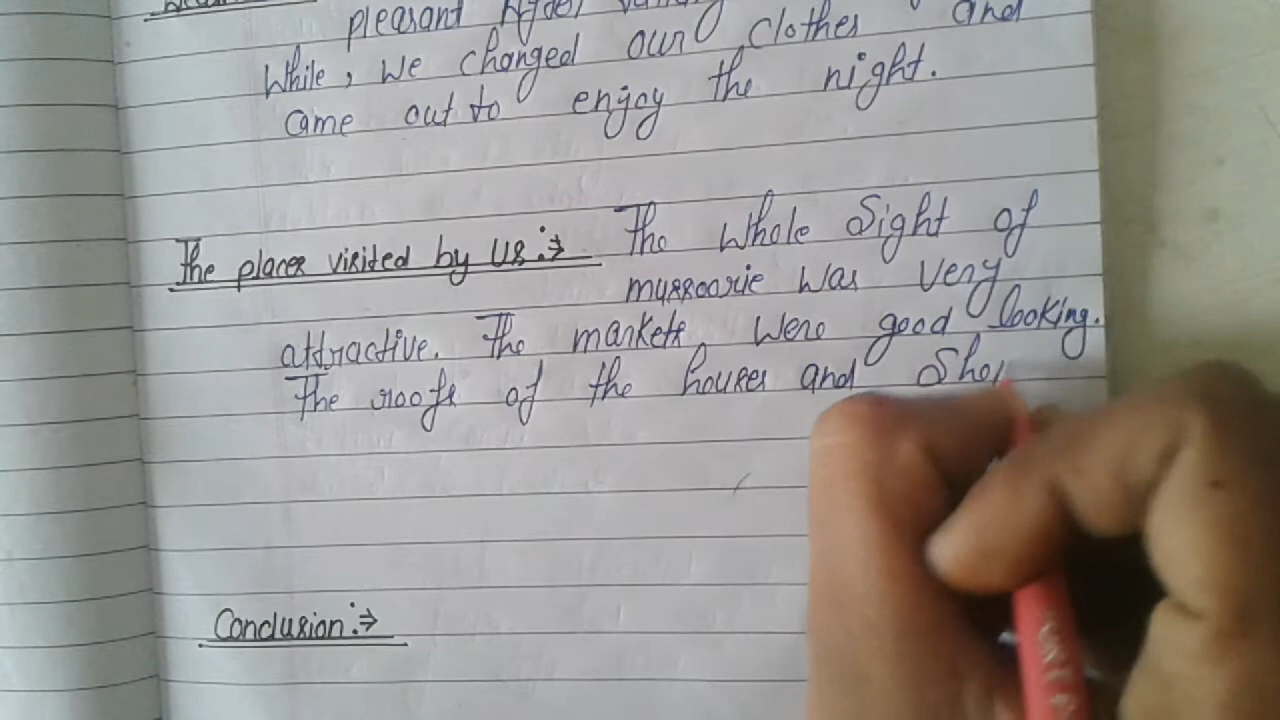 pleasant
While, we changed our clothes and
came out to enjoy the night.
The places visited by us :→ The whole Sight of
mussoorie was very
attractive. The markets were good looking.
The roofs of the houses and Sho
Conclusion :→